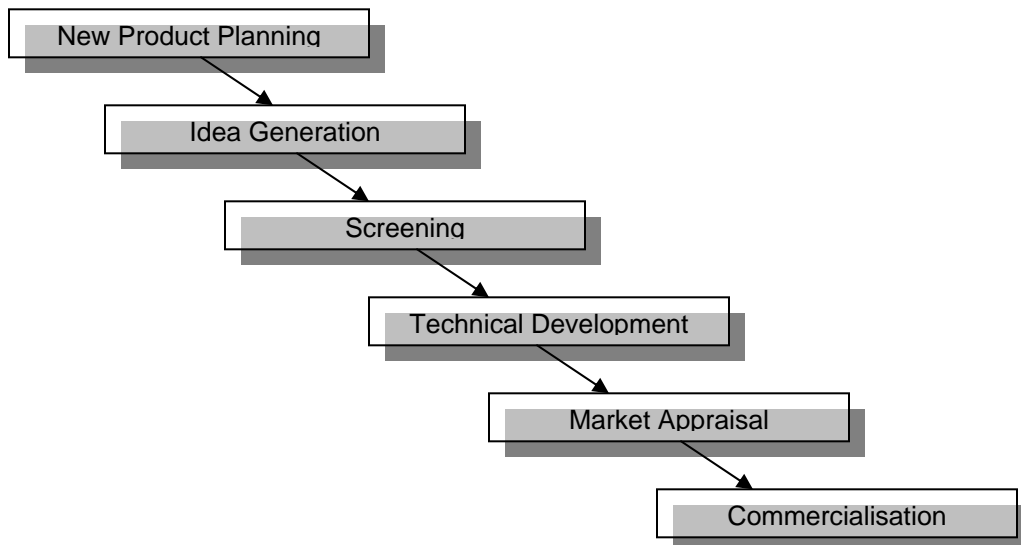 New Product Planning
Idea Generation
Screening
Technical Development
Market Appraisal
Commercialisation